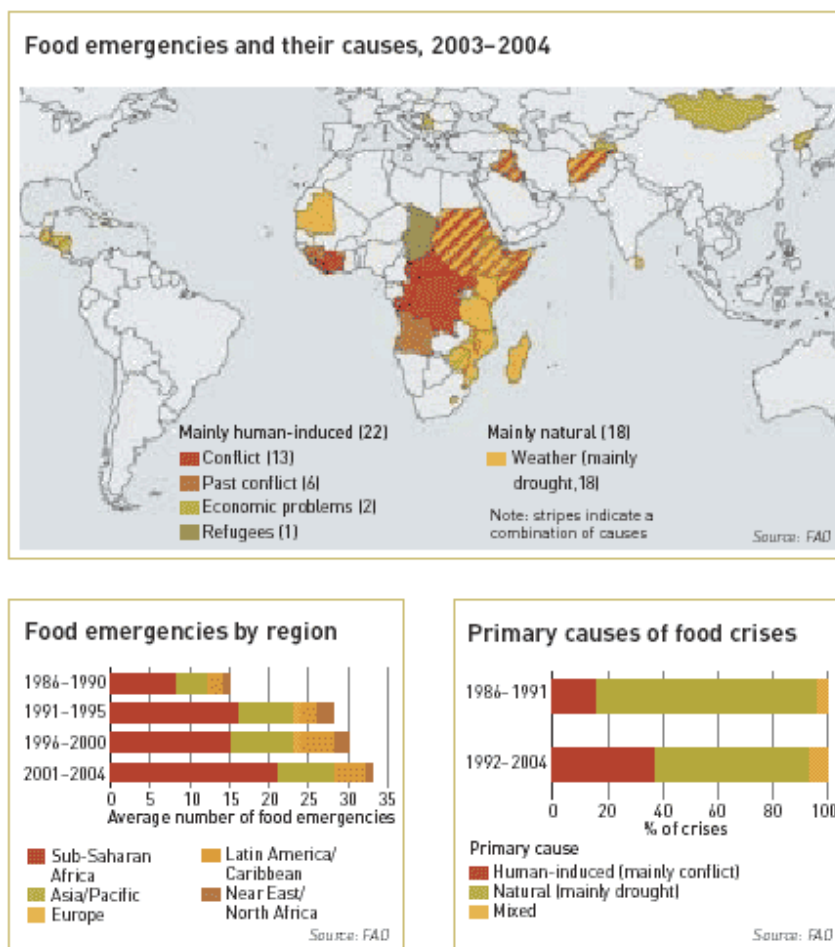 Food emergencies and their causes, 2003–2004
Mainly human-induced (22)
Conflict (13)
Past conflict (6)
Economic problems (2)
Refugees (1)
Mainly natural (18)
Weather (mainly
drought, 18)
Note: stripes indicate a
combination of causes
Source: FAO
Food emergencies by region
1986–1990
1991–1995
1996–2000
2001–2004
0 5 10 15 20 25 30 35
Average number of food emergencies
Sub-Saharan
Africa
Asia/Pacific
Europe
Latin America/
Caribbean
Near East/
North Africa
Source: FAO
Primary causes of food crises
1986–1991
1992–2004
0 20 40 60 80 100
% of crises
Primary cause
Human-induced (mainly conflict)
Natural (mainly drought)
Mixed
Source: FAO